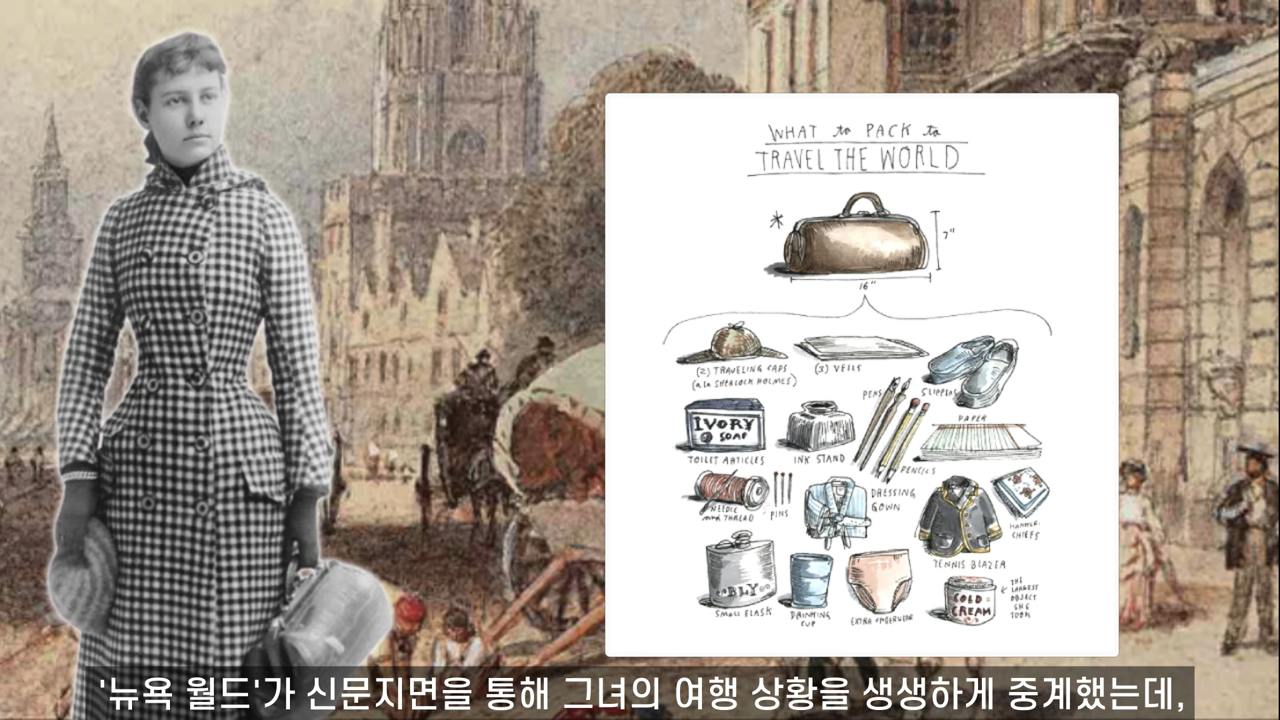 WHAT to PACK to
TRAVEL THE WORLD
7"
16"
(2) TRAVELING CAPS
(a la SHERLOCK HOLMES)
(3) VEILS
SLIPPERS
PENS
PAPER
IVORY
SOAP
TOILET ARTICLES
INK STAND
PENCILS
NEEDLE
and THREAD
PINS
DRESSING
GOWN
HANKER-
CHIEFS
TENNIS BLAZER
BLY
SMALL FLASK
DRINKING
CUP
EXTRA UNDERWEAR
COLD
CREAM
THE
LARGEST
OBJECT
SHE
TOOK
'뉴욕 월드'가 신문지면을 통해 그녀의 여행 상황을 생생하게 중계했는데,